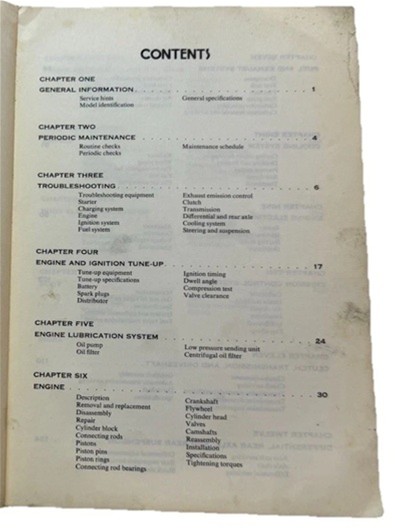 CONTENTS
CHAPTER ONE
GENERAL INFORMATION . . . . . . . . . . . . . . . . . . . . 1
Service hints General specifications
Model identification
CHAPTER TWO
PERIODIC MAINTENANCE . . . . . . . . . . . . . . . . . . . . 4
Routine checks Maintenance schedule
Periodic checks
CHAPTER THREE
TROUBLESHOOTING . . . . . . . . . . . . . . . . . . . . 6
Troubleshooting equipment Exhaust emission control
Starter Clutch
Charging system Transmission
Engine Differential and rear axle
Ignition system Cooling system
Fuel system Steering and suspension
CHAPTER FOUR
ENGINE AND IGNITION TUNE-UP . . . . . . . . . . . . . . . . . . . . 17
Tune-up equipment Ignition timing
Tune-up specifications Dwell angle
Battery Compression test
Spark plugs Valve clearance
Distributor
CHAPTER FIVE
ENGINE LUBRICATION SYSTEM . . . . . . . . . . . . . . . . . . . . 24
Oil pump Low pressure sending unit
Oil filter Centrifugal oil filter
CHAPTER SIX
ENGINE . . . . . . . . . . . . . . . . . . . . 30
Description Crankshaft
Removal and replacement Flywheel
Disassembly Cylinder head
Repair Valves
Cylinder block Camshafts
Connecting rods Reassembly
Pistons Installation
Piston pins Specifications
Piston rings Tightening torques
Connecting rod bearings